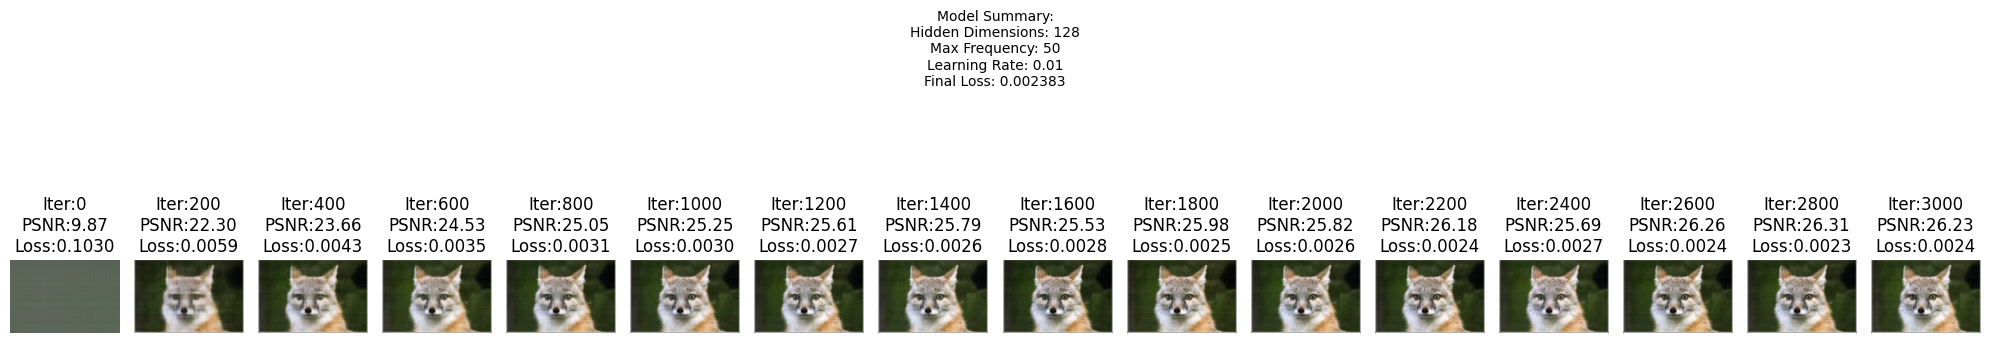 Model Summary:
Hidden Dimensions: 128
Max Frequency: 50
Learning Rate: 0.01
Final Loss: 0.002383
Iter:0
PSNR:9.87
Loss:0.1030
Iter:200
PSNR:22.30
Loss:0.0059
Iter:400
PSNR:23.66
Loss:0.0043
Iter:600
PSNR:24.53
Loss:0.0035
Iter:800
PSNR:25.05
Loss:0.0031
Iter:1000
PSNR:25.25
Loss:0.0030
Iter:1200
PSNR:25.61
Loss:0.0027
Iter:1400
PSNR:25.79
Loss:0.0026
Iter:1600
PSNR:25.53
Loss:0.0028
Iter:1800
PSNR:25.98
Loss:0.0025
Iter:2000
PSNR:25.82
Loss:0.0026
Iter:2200
PSNR:26.18
Loss:0.0024
Iter:2400
PSNR:25.69
Loss:0.0027
Iter:2600
PSNR:26.26
Loss:0.0024
Iter:2800
PSNR:26.31
Loss:0.0023
Iter:3000
PSNR:26.23
Loss:0.0024